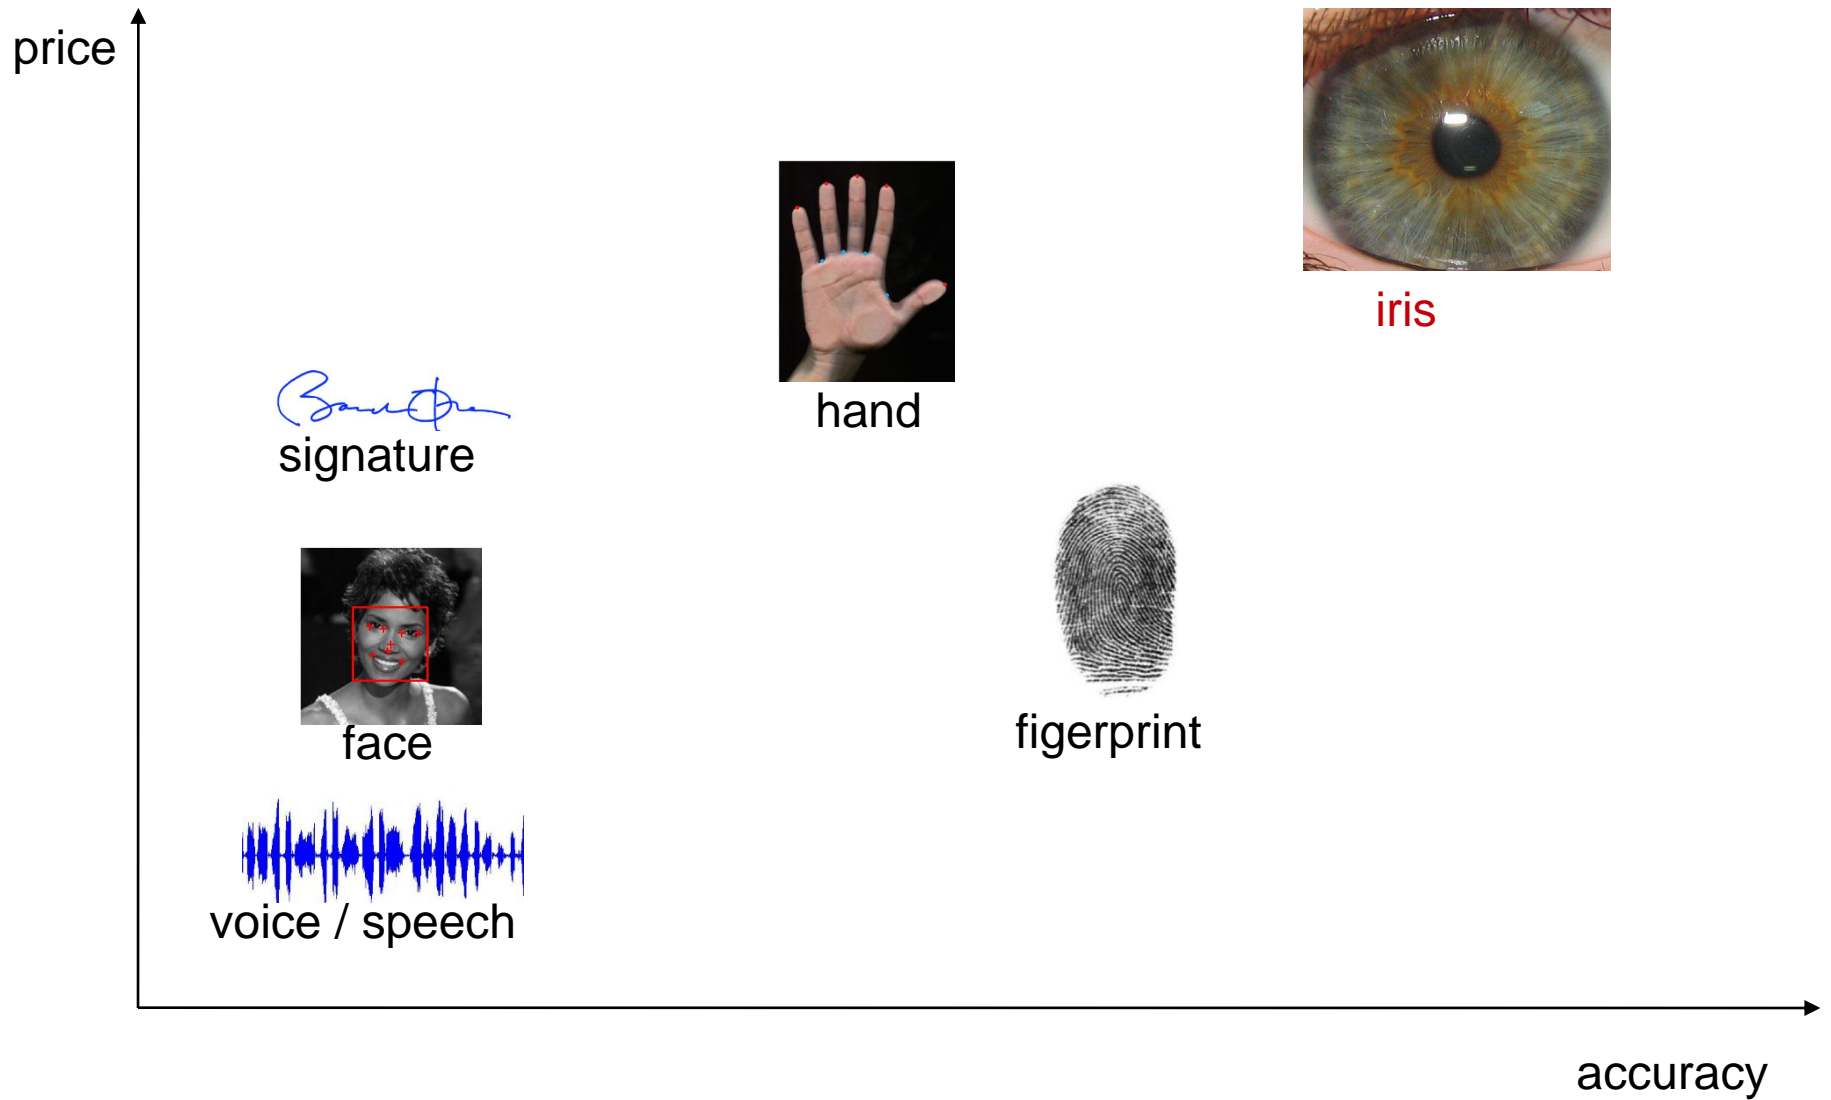 price
iris
hand
signature
figerprint
face
voice / speech
accuracy